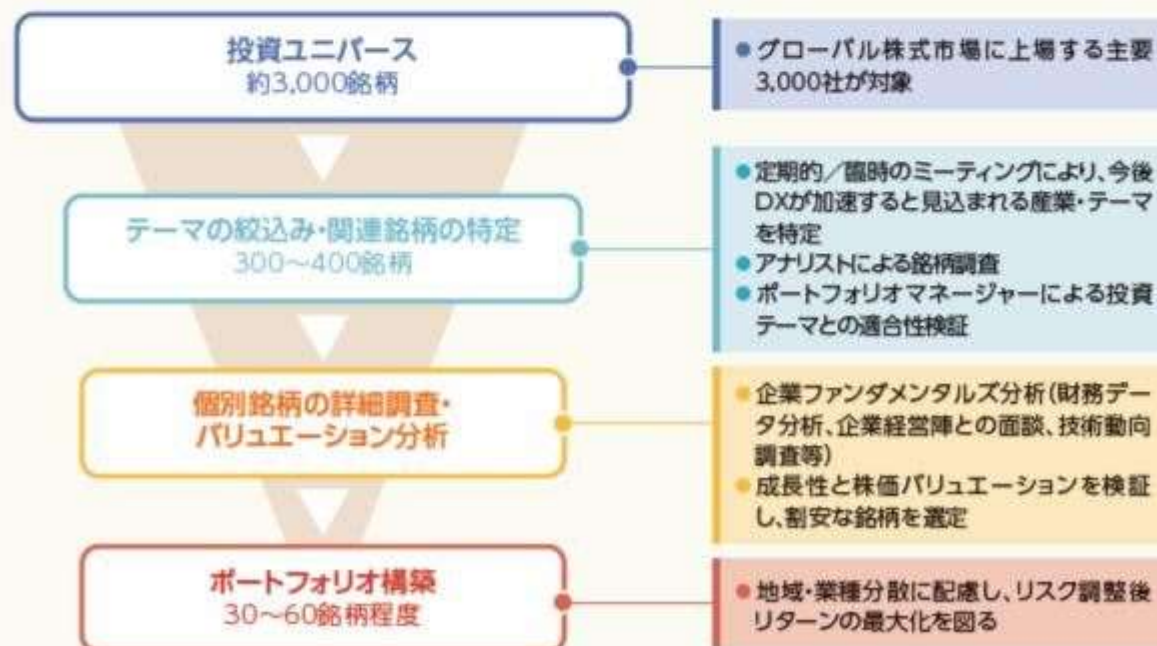 投資ユニバース
約3,000銘柄
● グローバル株式市場に上場する主要
3,000社が対象
テーマの絞込み・関連銘柄の特定
300～400銘柄
● 定期的／臨時のミーティングにより、今後
DXが加速すると見込まれる産業・テーマ
を特定
● アナリストによる銘柄調査
● ポートフォリオマネージャーによる投資
テーマとの適合性検証
個別銘柄の詳細調査・
バリュエーション分析
● 企業ファンダメンタルズ分析(財務デー
タ分析、企業経営陣との面談、技術動向
調査等)
● 成長性と株価バリュエーションを検証
し、割安な銘柄を選定
ポートフォリオ構築
30～60銘柄程度
● 地域・業種分散に配慮し、リスク調整後
リターンの最大化を図る